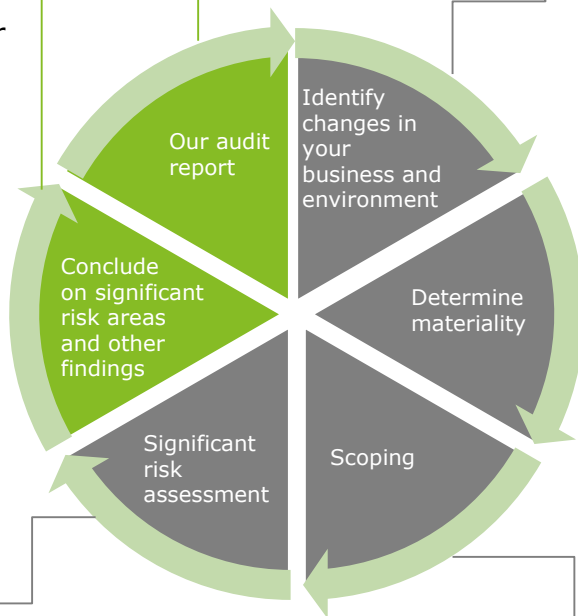 r
Our audit
report
Identify
changes in
your
business and
environment
Determine
materiality
Scoping
Significant
risk
assessment
Conclude
on significant
risk areas
and other
findings